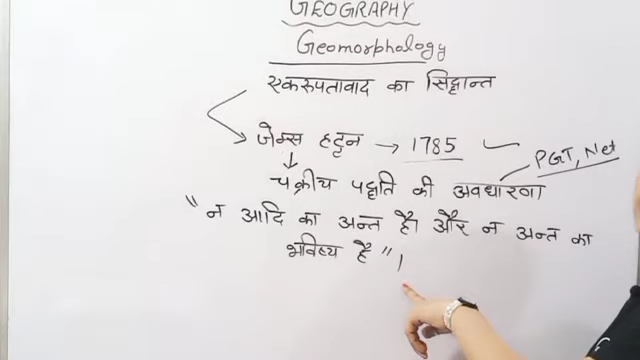 GEOGRAPHY
Geomorphology
एकरुपतावाद का सिद्धान्त
जेम्स हट्टन → 1785
PGT, Net
चक्रीय पद्धति की अवधारणा
"न आदि का अन्त है। और न अन्त का
भविष्य है"।